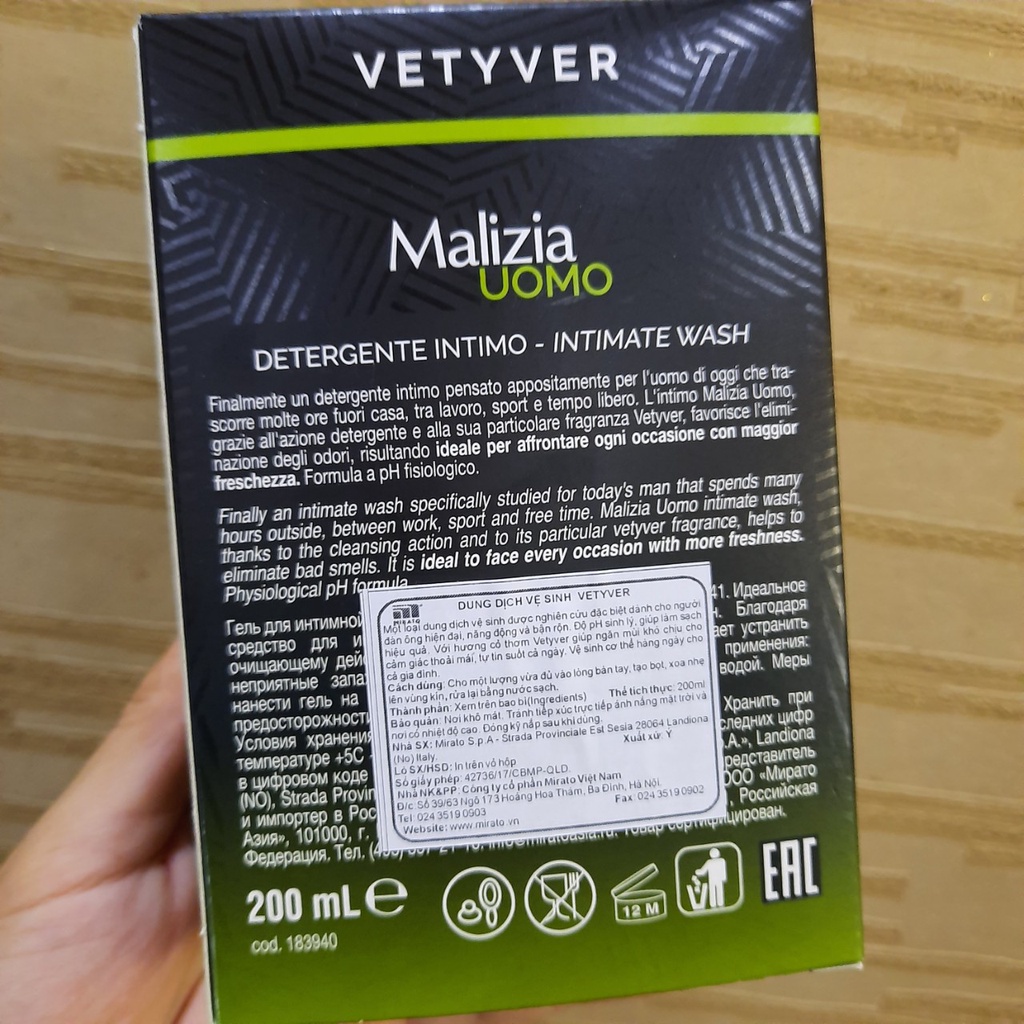 VETYVER
Malizia
UOMO
DETERGENTE INTIMO - INTIMATE WASH
Finalmente un detergente intimo pensato appositamente per l'uomo di oggi che tra-
scorre molte ore fuori casa, tra lavoro, sport e tempo libero. L'intimo Malizia Uomo,
grazie all'azione detergente e alla sua particolare fragranza Vetyver, favorisce l'elimi-
nazione degli odori, risultando ideale per affrontare ogni occasione con maggior
freschezza. Formula a pH fisiologico.
Finally an intimate wash specifically studied for today's man that spends many
hours outside, between work, sport and free time. Malizia Uomo intimate wash,
thanks to the cleansing action and to its particular vetyver fragrance, helps to
eliminate bad smells. It is ideal to face every occasion with more freshness.
Physiological pH formula
Гель для интимной 41. Идеальное
средство для и Благодаря
очищающему дей ает устранить
неприятные запа применения:
нанести гель на водой. Меры
предосторожности Хранить при
Условия хранения следних цифр
температуре +5С .А.», Landiona
в цифровом коде редставитель
(NO), Strada Provin ООО «Мирато
и импортер в Рос , Российская
Азия», 101000, г.
Федерация. Тел.
MIRATO
DUNG DỊCH VỆ SINH VETYVER
Một loại dung dịch vệ sinh được nghiên cứu đặc biệt dành cho người
đàn ông hiện đại, năng động và bận rộn. Độ pH sinh lý, giúp làm sạch
hiệu quả. Với hương cỏ thơm Vetyver giúp ngăn mùi khó chịu cho
cảm giác thoải mái, tự tin suốt cả ngày. Vệ sinh cơ thể hàng ngày cho
cả gia đình.
Cách dùng: Cho một lượng vừa đủ vào lòng bàn tay, tạo bọt, xoa nhẹ
lên vùng kín, rửa lại bằng nước sạch.
Thành phần: Xem trên bao bì(Ingredients) Thể tích thực: 200ml
Bảo quản: Nơi khô mát. Tránh tiếp xúc trực tiếp ánh nắng mặt trời và
nơi có nhiệt độ cao. Đóng kỹ nắp sau khi dùng.
Nhà SX: Mirato S.p.A - Strada Provinciale Est Sesia 28064 Landiona
(No) Italy. Xuất xứ: Ý
Lô SX/HSD: In trên vỏ hộp
Số giấy phép: 42736/17/CBMP-QLD.
Nhà NK&PP: Công ty cổ phần Mirato Việt Nam
Đ/c: Số 39/63 Ngõ 173 Hoàng Hoa Thám, Ba Đình, Hà Nội.
Tel: 024 3519 0903 Fax: 024 3519 0902
Website: www.mirato.vn
200 mL e
cod. 183940
12 M
EAC